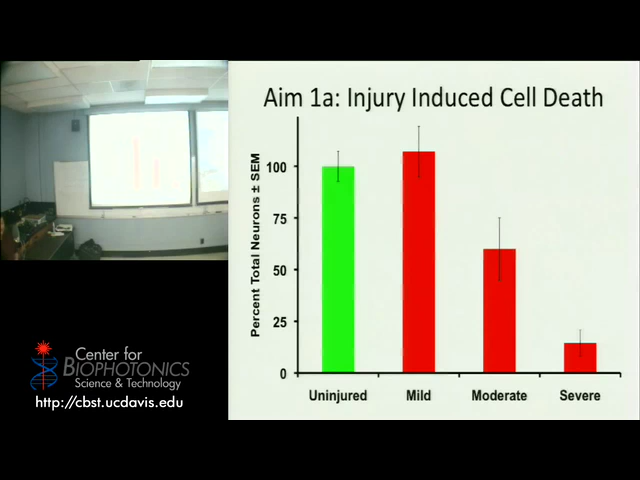 Aim 1a: Injury Induced Cell Death
Percent Total Neurons ± SEM
100
75
50
25
0
Uninjured
Mild
Moderate
Severe
Center for
BIOPHOTONICS
Science & Technology
http://cbst.ucdavis.edu